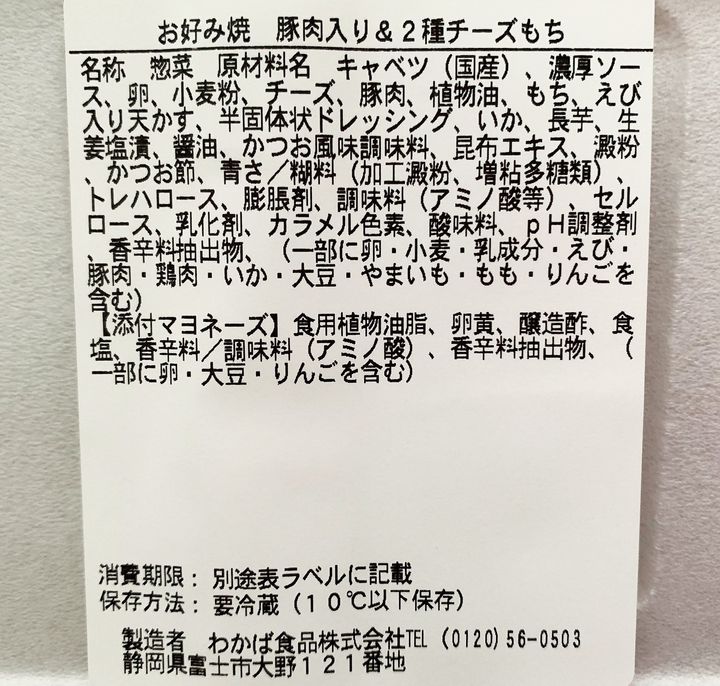 お好み焼　豚肉入り＆２種チーズもち
名称　惣菜　原材料名　キャベツ（国産）、濃厚ソー
ス、卵、小麦粉、チーズ、豚肉、植物油、もち、えび
入り天かす、半固体状ドレッシング、いか、長芋、生
姜塩漬、醤油、かつお風味調味料、昆布エキス、澱粉
、かつお節、青さ／糊料（加工澱粉、増粘多糖類）、
トレハロース、膨脹剤、調味料（アミノ酸等）、セル
ロース、乳化剤、カラメル色素、酸味料、ｐＨ調整剤
、香辛料抽出物、（一部に卵・小麦・乳成分・えび・
豚肉・鶏肉・いか・大豆・やまいも・もも・りんごを
含む）
【添付マヨネーズ】食用植物油脂、卵黄、醸造酢、食
塩、香辛料／調味料（アミノ酸）、香辛料抽出物、（
一部に卵・大豆・りんごを含む）
消費期限：別途表ラベルに記載
保存方法：要冷蔵（１０℃以下保存）
製造者　わかば食品株式会社TEL (0120)56-0503
静岡県富士市大野１２１番地